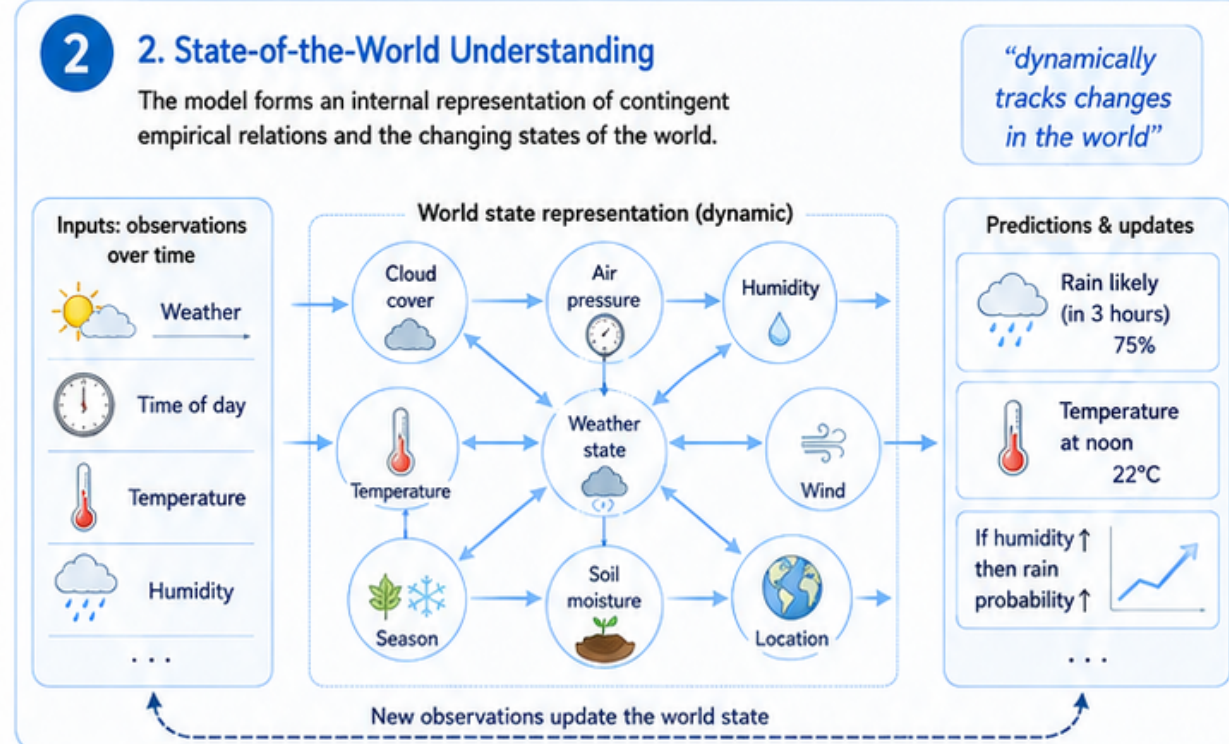 2
2. State-of-the-World Understanding
The model forms an internal representation of contingent
empirical relations and the changing states of the world.
“dynamically
tracks changes
in the world”
Inputs: observations
over time
Weather
Time of day
Temperature
Humidity
...
World state representation (dynamic)
Cloud
cover
Air
pressure
Humidity
Temperature
Weather
state
Wind
Season
Soil
moisture
Location
Predictions & updates
Rain likely
(in 3 hours)
75%
Temperature
at noon
22°C
If humidity ↑
then rain
probability ↑
...
New observations update the world state